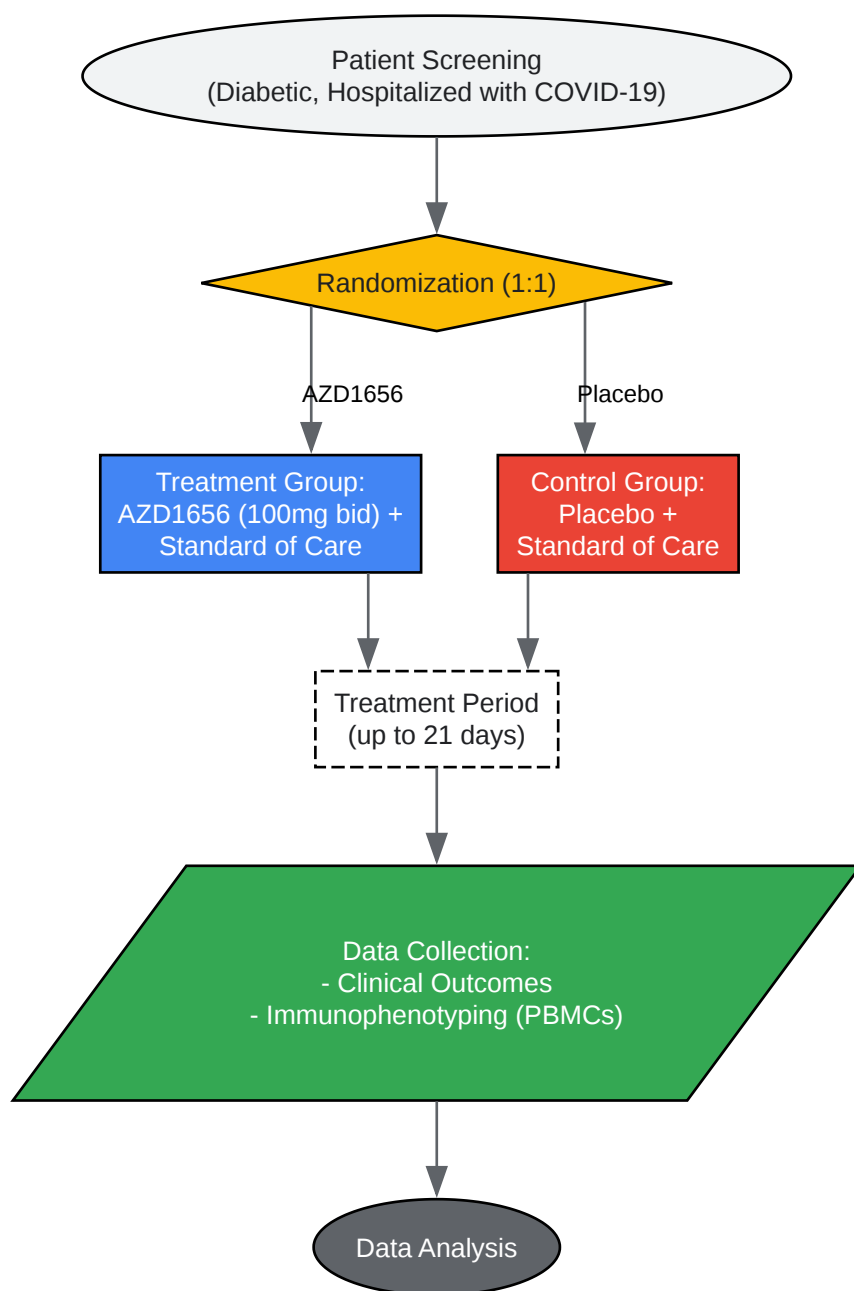 Patient Screening
(Diabetic, Hospitalized with COVID-19)
Randomization (1:1)
AZD1656
Placebo
Treatment Group:
AZD1656 (100mg bid) +
Standard of Care
Control Group:
Placebo +
Standard of Care
Treatment Period
(up to 21 days)
Data Collection:
- Clinical Outcomes
- Immunophenotyping (PBMCs)
Data Analysis